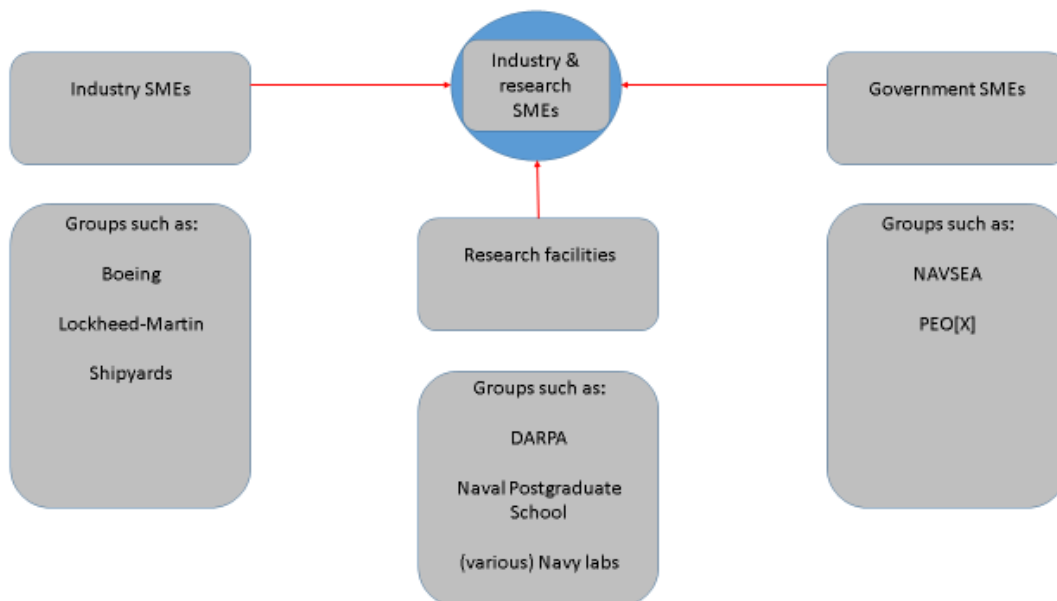 Industry SMEs
Industry &
research
SMEs
Government SMEs
Groups such as:
Boeing
Lockheed-Martin
Shipyards
Research facilities
Groups such as:
DARPA
Naval Postgraduate
School
(various) Navy labs
Groups such as:
NAVSEA
PEO[X]